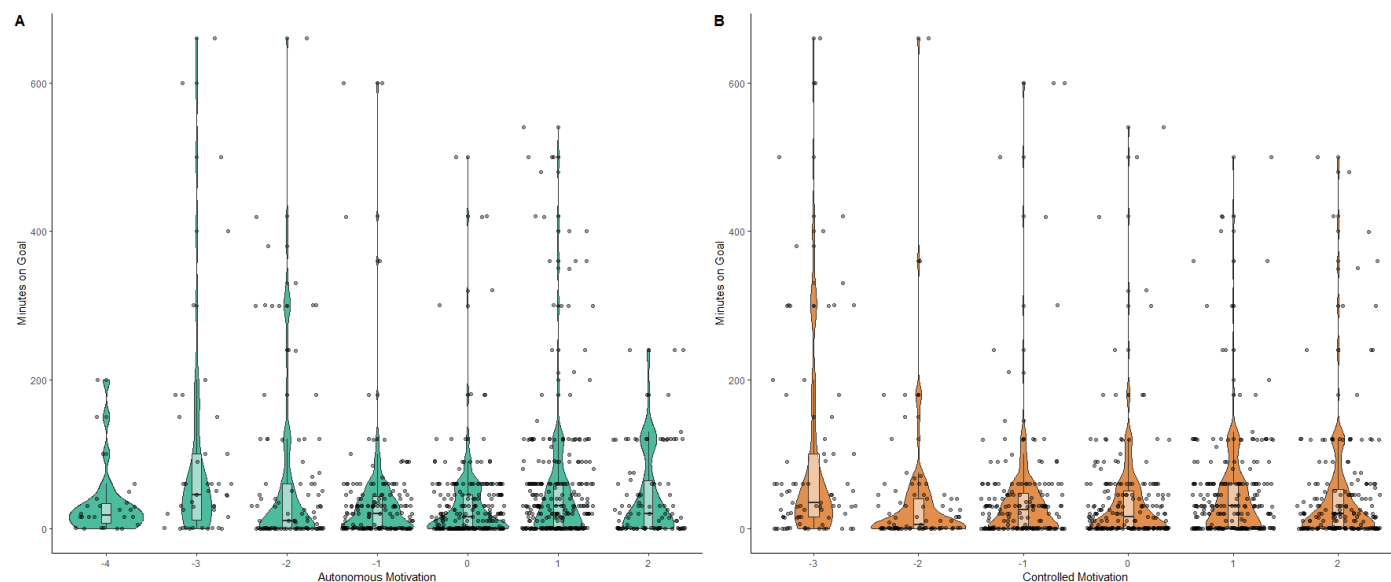 A
B
Minutes on Goal
600
400
200
0
-4 -3 -2 -1 0 1 2
Autonomous Motivation
Minutes on Goal
600
400
200
0
-3 -2 -1 0 1 2
Controlled Motivation